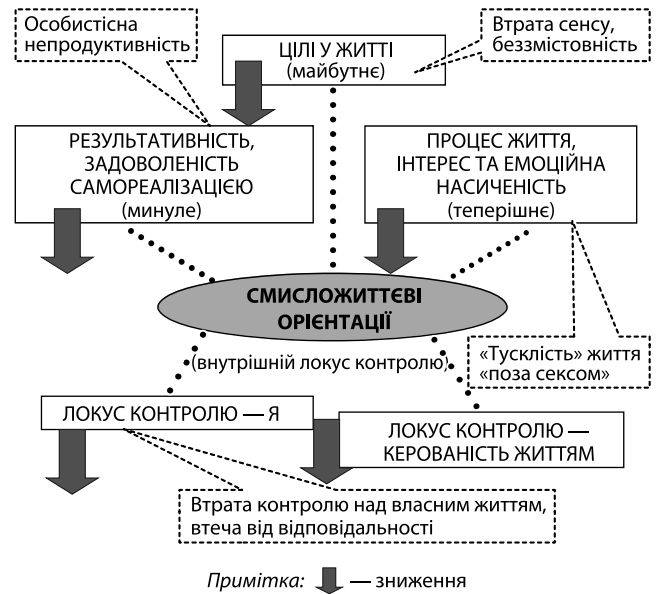 Особистісна
непродуктивність
ЦІЛІ У ЖИТТІ
(майбутнє)
Втрата сенсу,
беззмістовність
РЕЗУЛЬТАТИВНІСТЬ,
ЗАДОВОЛЕНІСТЬ
САМОРЕАЛІЗАЦІЄЮ
(минуле)
ПРОЦЕС ЖИТТЯ,
ІНТЕРЕС ТА ЕМОЦІЙНА
НАСИЧЕНІСТЬ
(теперішнє)
СМИСЛОЖИТТЄВІ
ОРІЄНТАЦІЇ
(внутрішній локус контролю)
«Тусклість» життя
«поза сексом»
ЛОКУС КОНТРОЛЮ — Я
ЛОКУС КОНТРОЛЮ —
КЕРОВАНІСТЬ ЖИТТЯМ
Втрата контролю над власним життям,
втеча від відповідальності
Примітка: — зниження